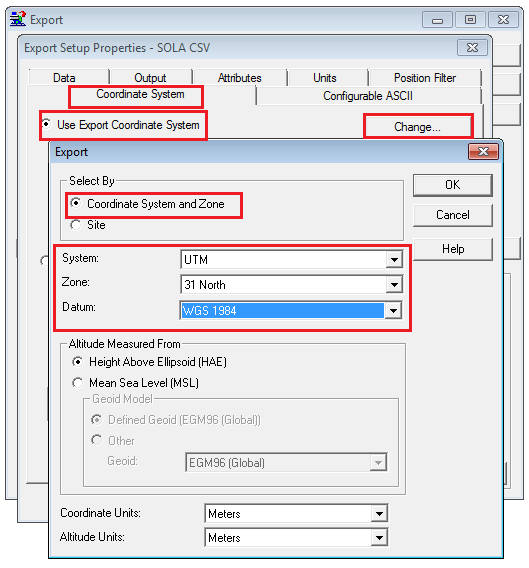 Export
Export Setup Properties - SOLA CSV
Data Output Attributes Units Position Filter
Coordinate System Configurable ASCII
Use Export Coordinate System Change...
Export
Select By
Coordinate System and Zone
Site
OK
Cancel
Help
System: UTM
Zone: 31 North
Datum: WGS 1984
Altitude Measured From
Height Above Ellipsoid (HAE)
Mean Sea Level (MSL)
Geoid Model
Defined Geoid (EGM96 (Global))
Other
Geoid: EGM96 (Global)
Coordinate Units: Meters
Altitude Units: Meters